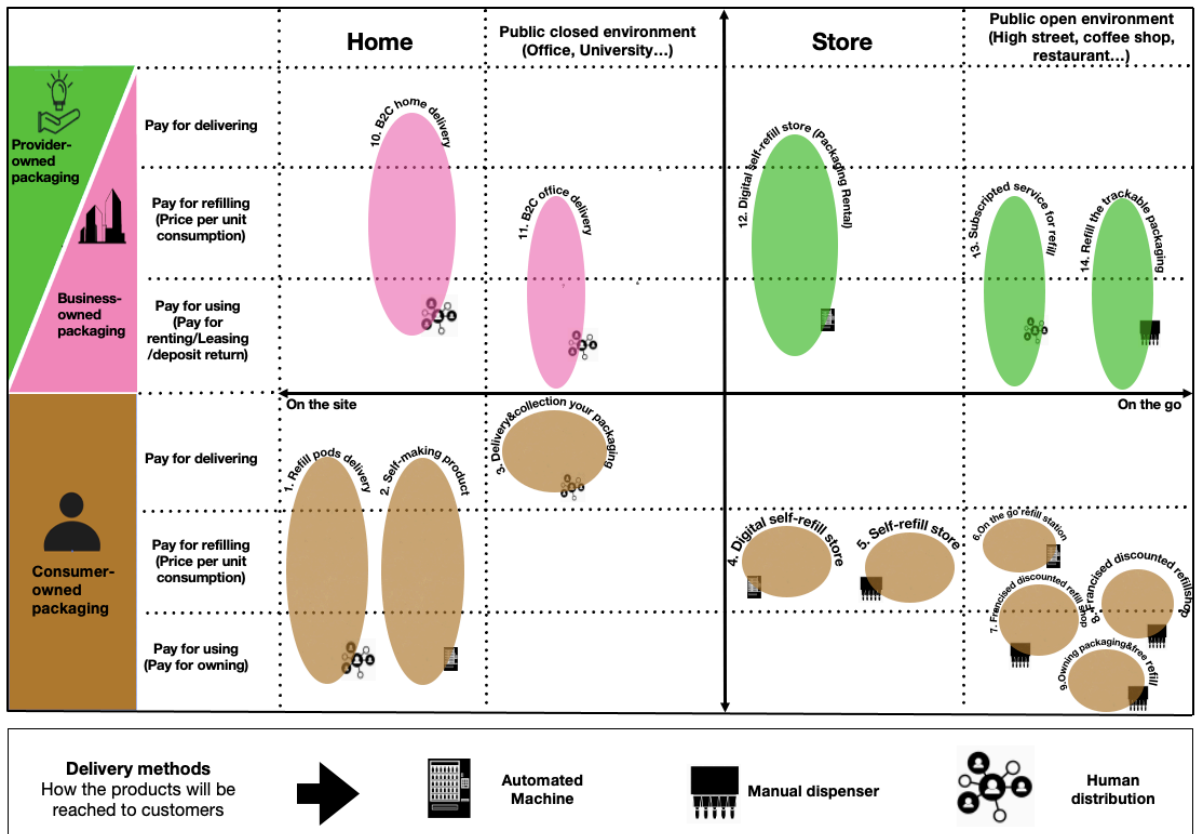 Home
Public closed environment
(Office, University…)
Store
Public open environment
(High street, coffee shop,
restaurant…)
Provider-
owned
packaging
Business-
owned
packaging
Pay for delivering
Pay for refilling
(Price per unit
consumption)
Pay for using
(Pay for
renting/Leasing
/deposit return)
10. B2C home delivery
11. B2C office delivery
12. Digital self-refill store (Packaging Rental)
13. Subscripted service for refill
14. Refill the trackable packaging
On the site
On the go
Consumer-
owned
packaging
Pay for delivering
Pay for refilling
(Price per unit
consumption)
Pay for using
(Pay for owning)
1. Refill pods delivery
2. Self-making product
3. Delivery&collection your packaging
4. Digital self-refill store
5. Self-refill store
6.On the go refill station
7. Francised discounted refill shop
8. Francised discounted refillshop
9.Owning packaging&free refill
Delivery methods
How the products will be
reached to customers
Automated
Machine
Manual dispenser
Human
distribution